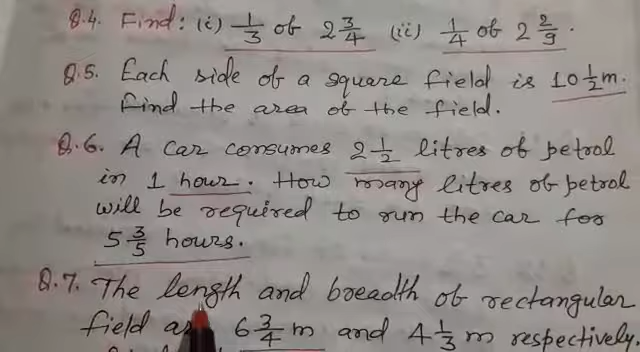 Q.4. Find: (i) 1/3 of 2 3/4 (ii) 1/4 of 2 2/9.
Q.5. Each side of a square field is 10 1/2 m.
Find the area of the field.
Q.6. A car consumes 2 1/2 litres of petrol
in 1 hour. How many litres of petrol
will be required to run the car for
5 3/5 hours.
Q.7. The length and breadth of rectangular
field 6 3/4 m and 4 1/3 m respectively.